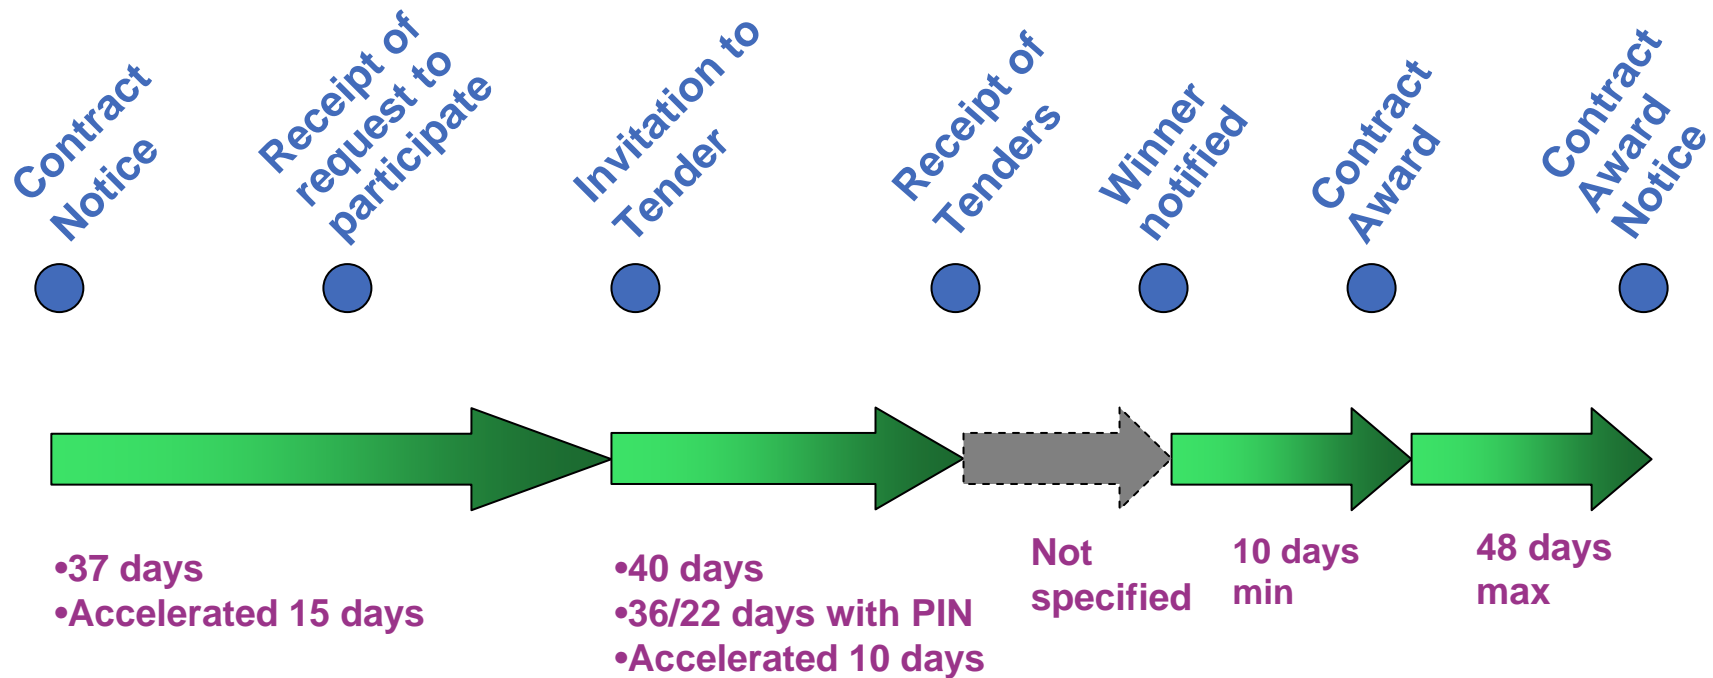 Contract
Notice
Receipt of
request to
participate
Invitation to
Tender
Receipt of
Tenders
Winner
notified
Contract
Award
Contract
Award
Notice
•37 days
•Accelerated 15 days
•40 days
•36/22 days with PIN
•Accelerated 10 days
Not
specified
10 days
min
48 days
max